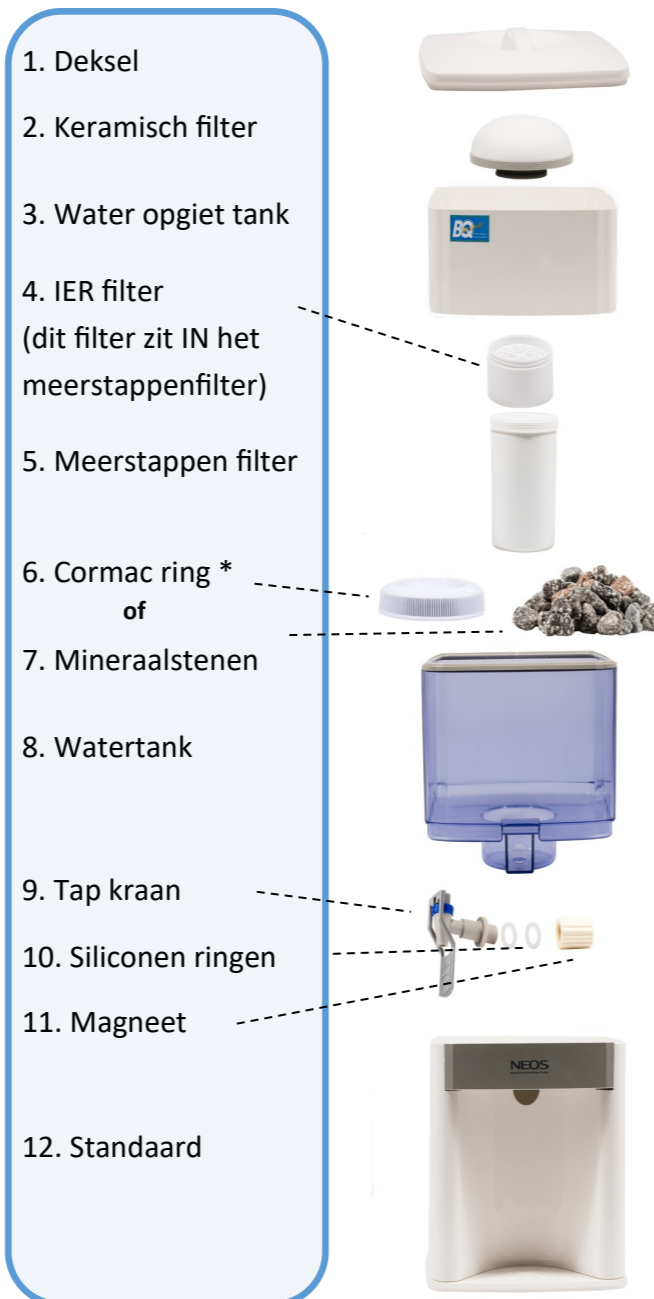 1. Deksel
2. Keramisch filter
3. Water opgiet tank
BQ
4. IER filter
(dit filter zit IN het
meerstappenfilter)
5. Meerstappen filter
6. Cormac ring *
of
7. Mineraalstenen
8. Watertank
9. Tap kraan
10. Siliconen ringen
11. Magneet
NEOS
12. Standaard